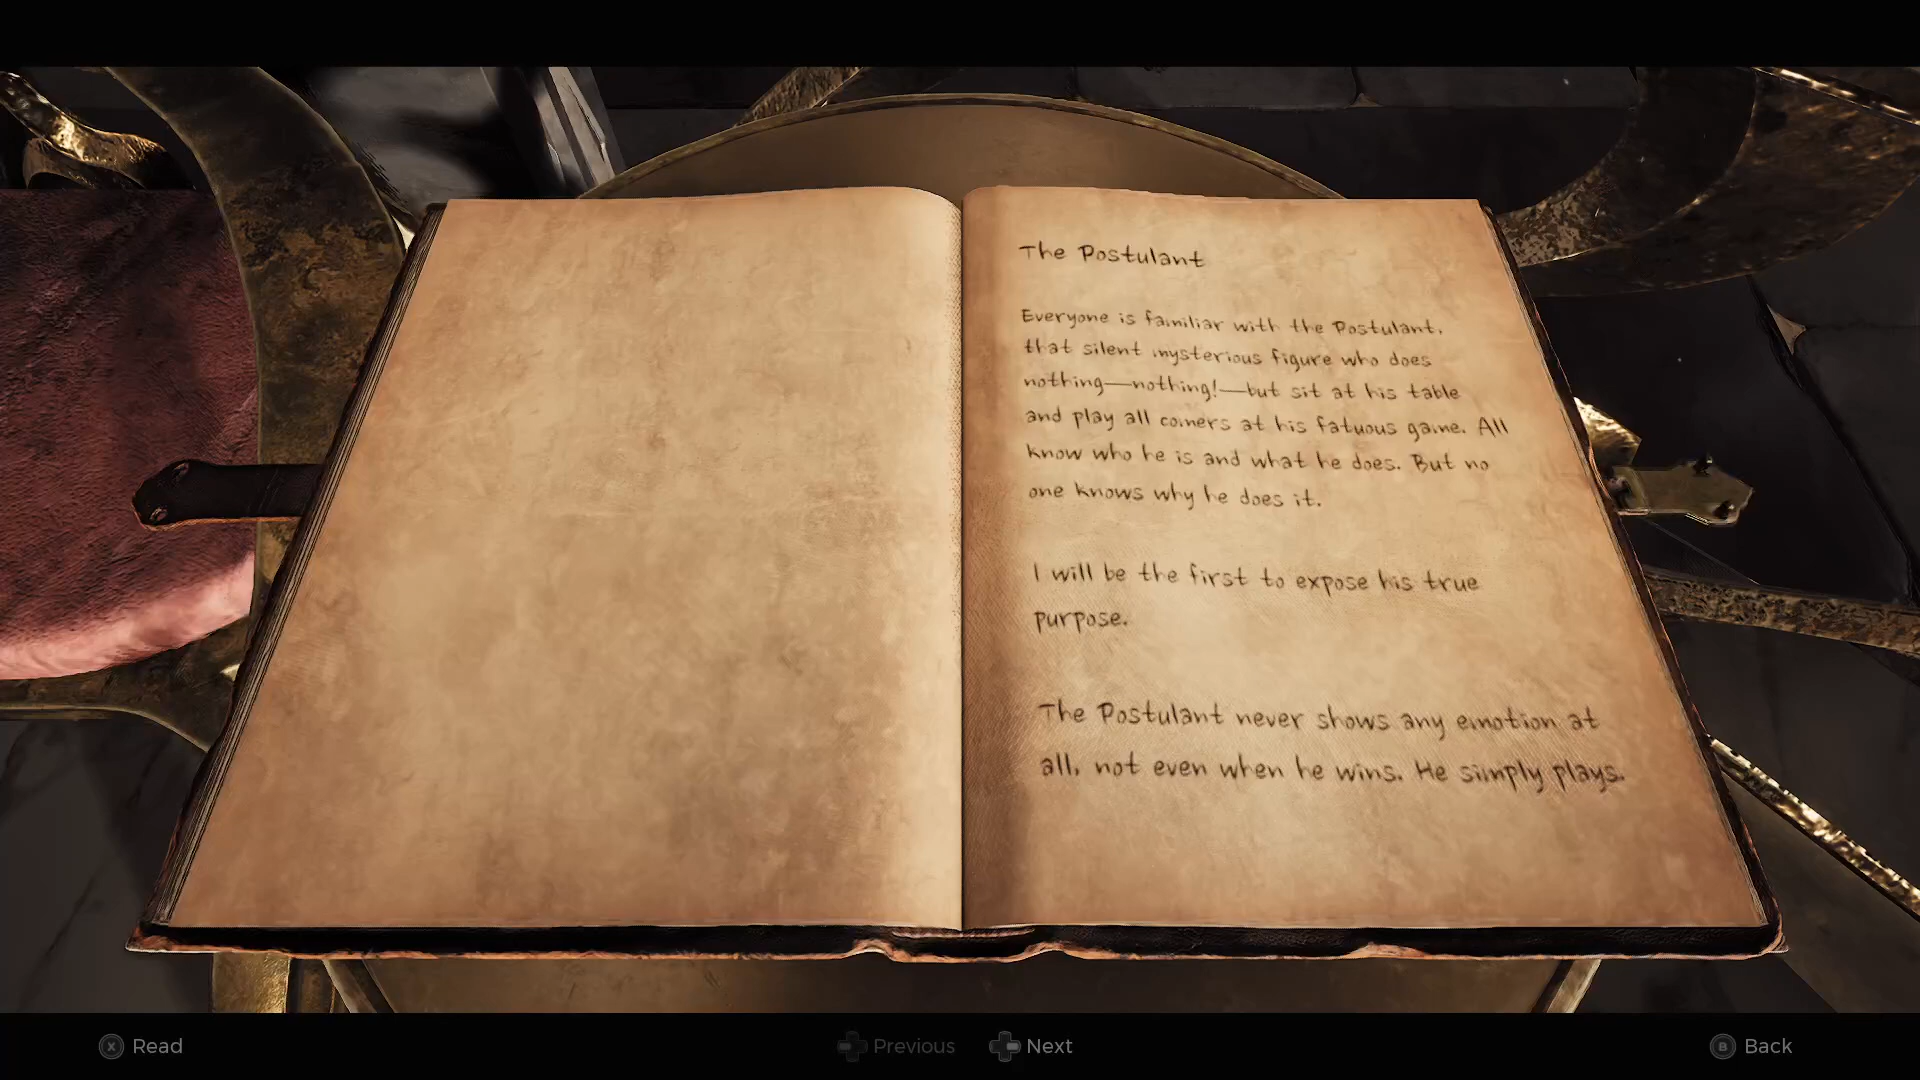 The Postulant
Everyone is familiar with the Postulant,
that silent mysterious figure who does
nothing—nothing!—but sit at his table
and play all comers at his fatuous game. All
know who he is and what he does. But no
one knows why he does it.
I will be the first to expose his true
purpose.
The Postulant never shows any emotion at
all, not even when he wins. He simply plays.
X Read
Previous
Next
B Back